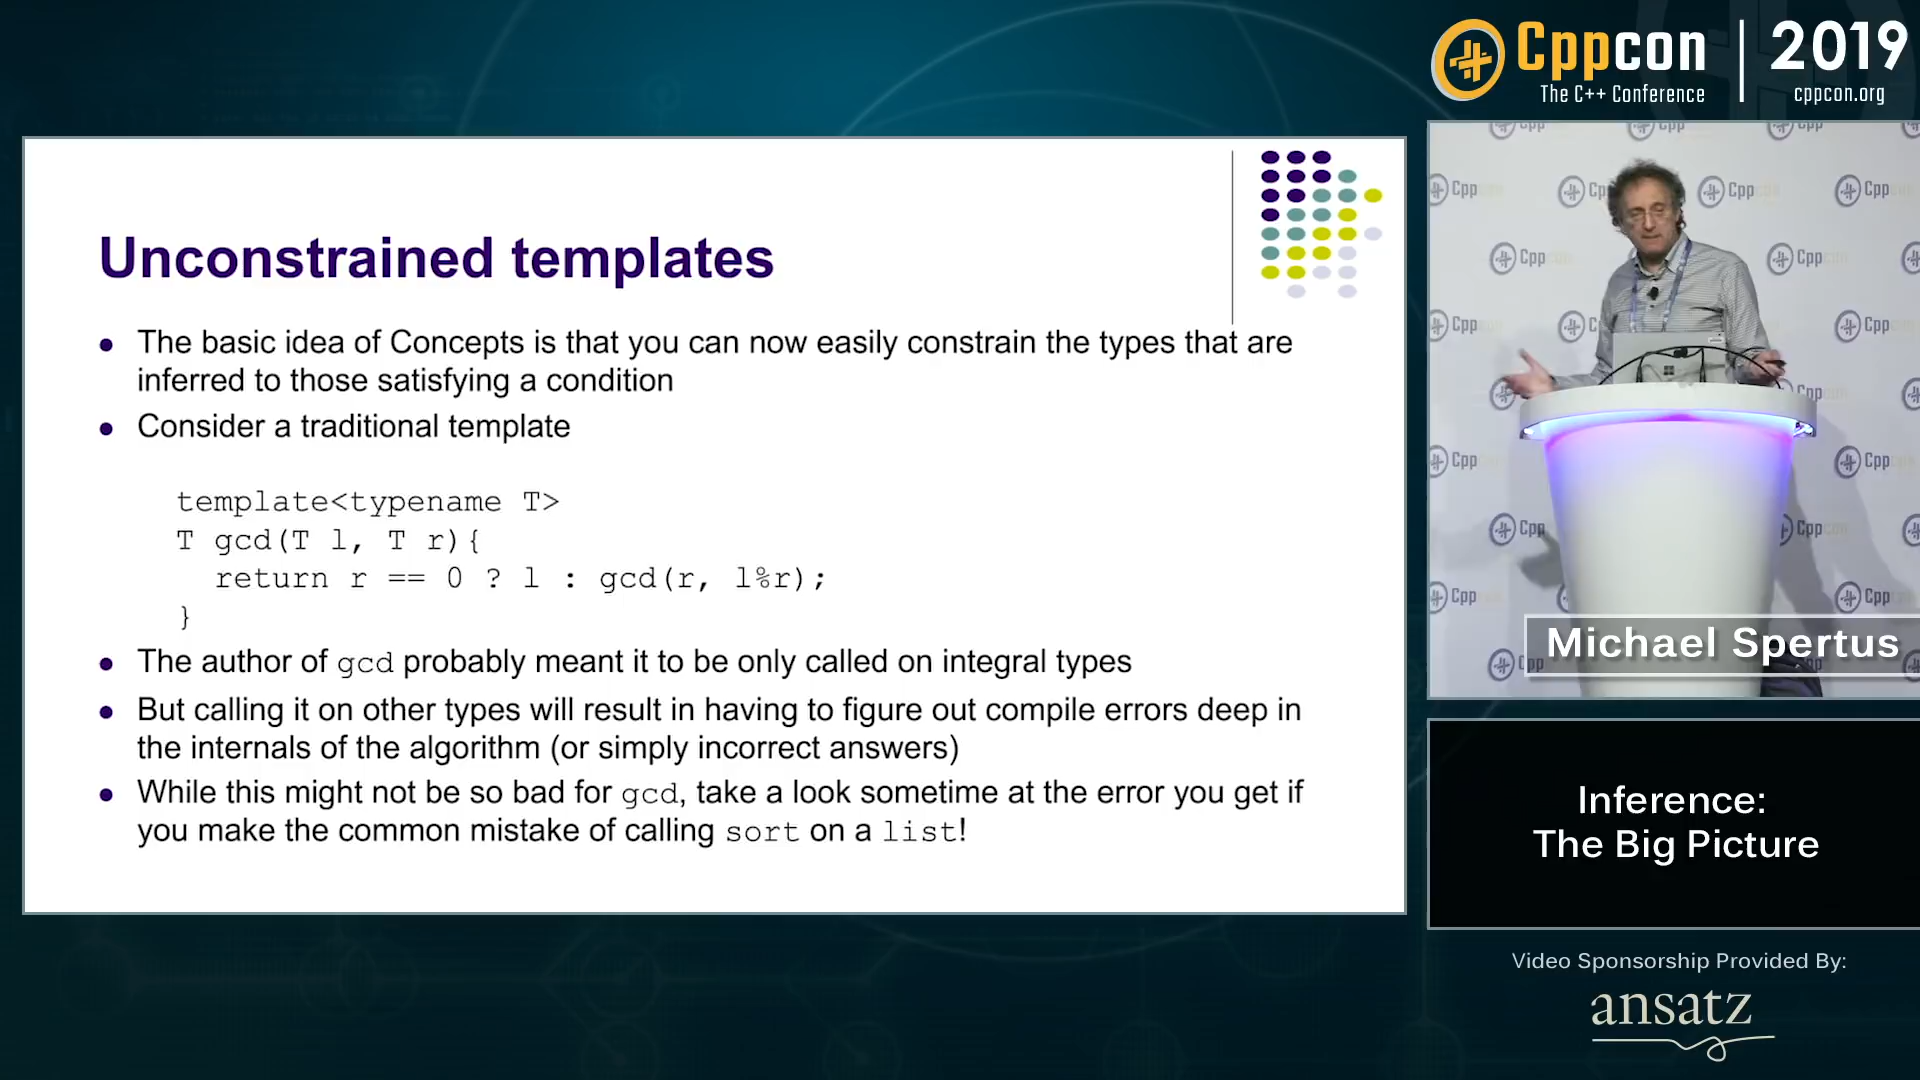 Cppcon
The C++ Conference
2019
cppcon.org
Unconstrained templates
The basic idea of Concepts is that you can now easily constrain the types that are
inferred to those satisfying a condition
Consider a traditional template
template<typename T>
T gcd(T l, T r){
return r == 0 ? l : gcd(r, l%r);
}
The author of gcd probably meant it to be only called on integral types
But calling it on other types will result in having to figure out compile errors deep in
the internals of the algorithm (or simply incorrect answers)
While this might not be so bad for gcd, take a look sometime at the error you get if
you make the common mistake of calling sort on a list!
Michael Spertus
Inference:
The Big Picture
Video Sponsorship Provided By:
ansatz